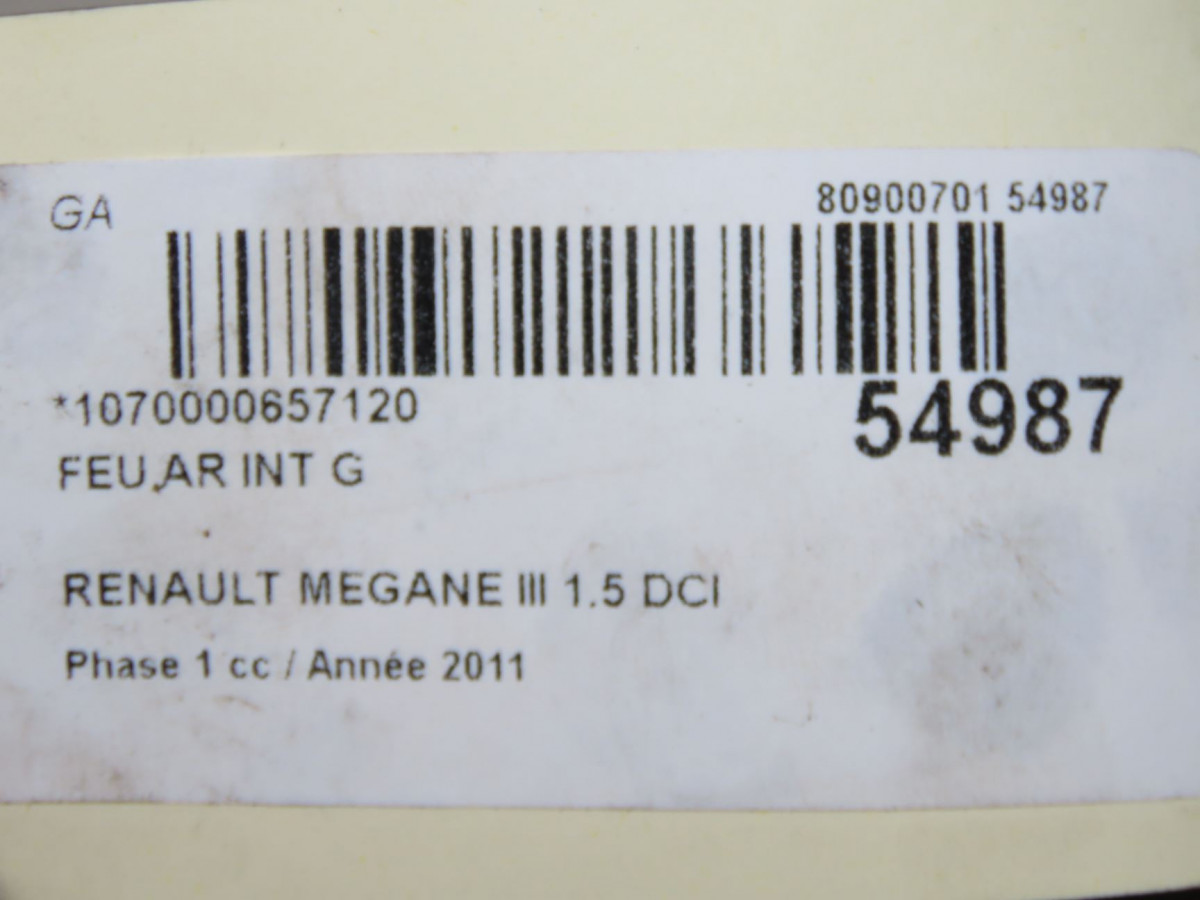 GA
80900701 54987
*1070000657120
54987
FEU,AR INT G
RENAULT MEGANE III 1.5 DCI
Phase 1 cc / Année 2011